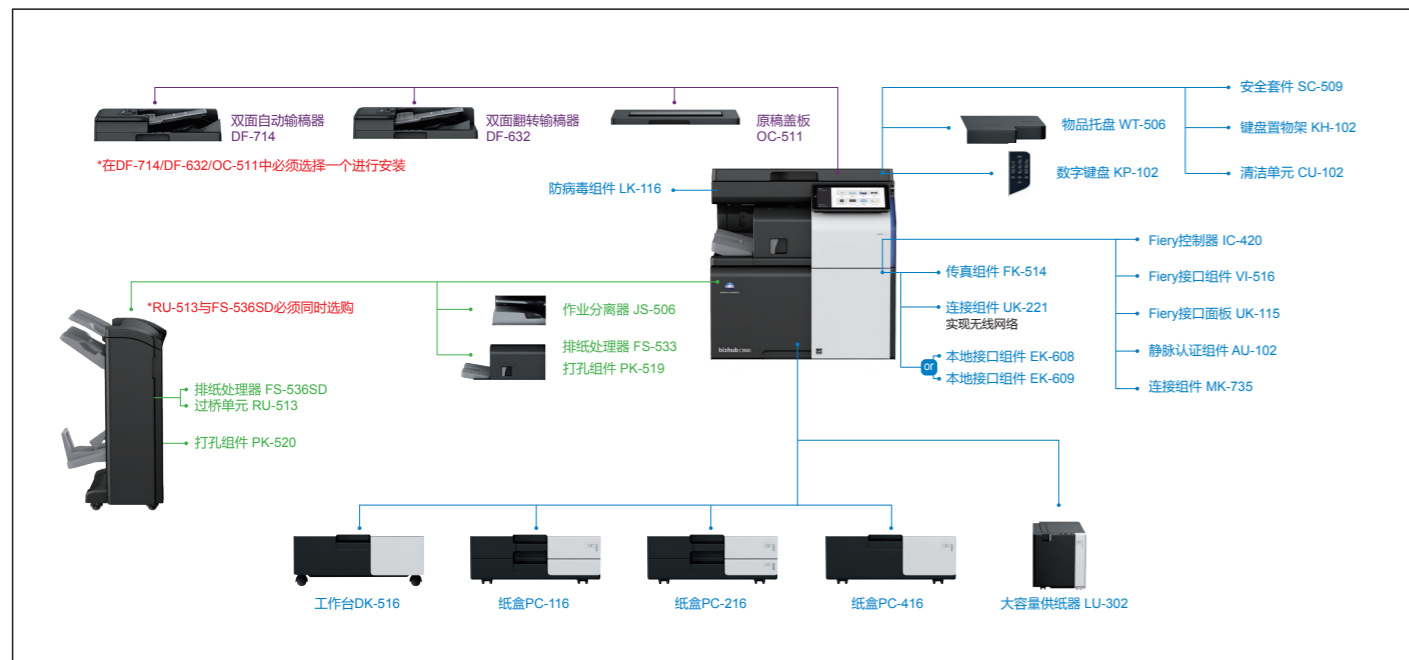 双面自动输稿器
DF-714
双面翻转输稿器
DF-632
原稿盖板
OC-511
*在DF-714/DF-632/OC-511中必须选择一个进行安装
防病毒组件 LK-116
物品托盘 WT-506
数字键盘 KP-102
安全套件 SC-509
键盘置物架 KH-102
清洁单元 CU-102
传真组件 FK-514
连接组件 UK-221
实现无线网络
本地接口组件 EK-608
or
本地接口组件 EK-609
Fiery控制器 IC-420
Fiery接口组件 VI-516
Fiery接口面板 UK-115
静脉认证组件 AU-102
连接组件 MK-735
*RU-513与FS-536SD必须同时选购
作业分离器 JS-506
排纸处理器 FS-533
打孔组件 PK-519
排纸处理器 FS-536SD
过桥单元 RU-513
打孔组件 PK-520
bizhub
工作台DK-516
纸盒PC-116
纸盒PC-216
纸盒PC-416
大容量供纸器 LU-302